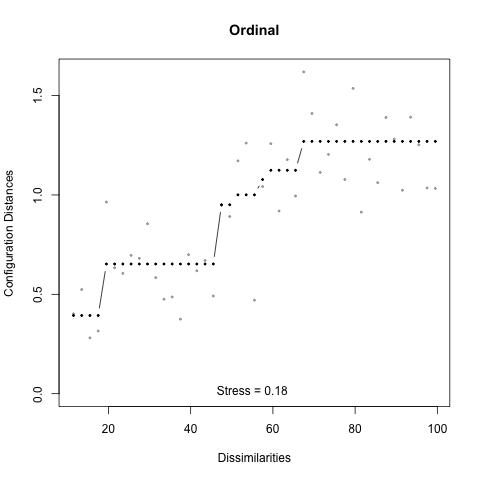 Ordinal
Configuration Distances
1.5
1.0
0.5
0.0
Stress = 0.18
20 40 60 80 100
Dissimilarities